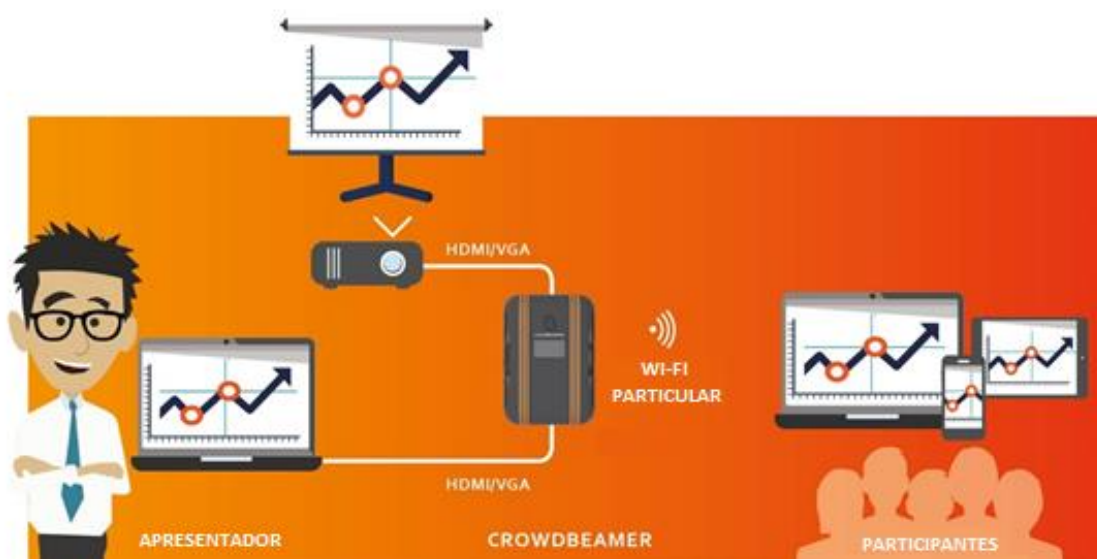 HDMI/VGA
WI-FI
PARTICULAR
HDMI/VGA
APRESENTADOR
CROWDBEAMER
PARTICIPANTES